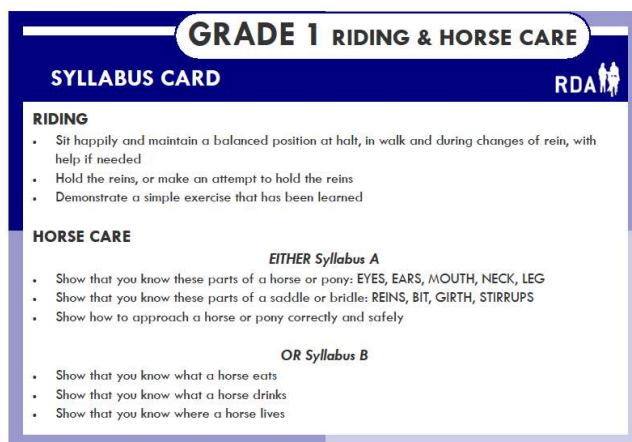 GRADE 1 RIDING & HORSE CARE
SYLLABUS CARD
RDA
RIDING
• Sit happily and maintain a balanced position at halt, in walk and during changes of rein, with
help if needed
• Hold the reins, or make an attempt to hold the reins
• Demonstrate a simple exercise that has been learned
HORSE CARE
EITHER Syllabus A
• Show that you know these parts of a horse or pony: EYES, EARS, MOUTH, NECK, LEG
• Show that you know these parts of a saddle or bridle: REINS, BIT, GIRTH, STIRRUPS
• Show how to approach a horse or pony correctly and safely
OR Syllabus B
• Show that you know what a horse eats
• Show that you know what a horse drinks
• Show that you know where a horse lives